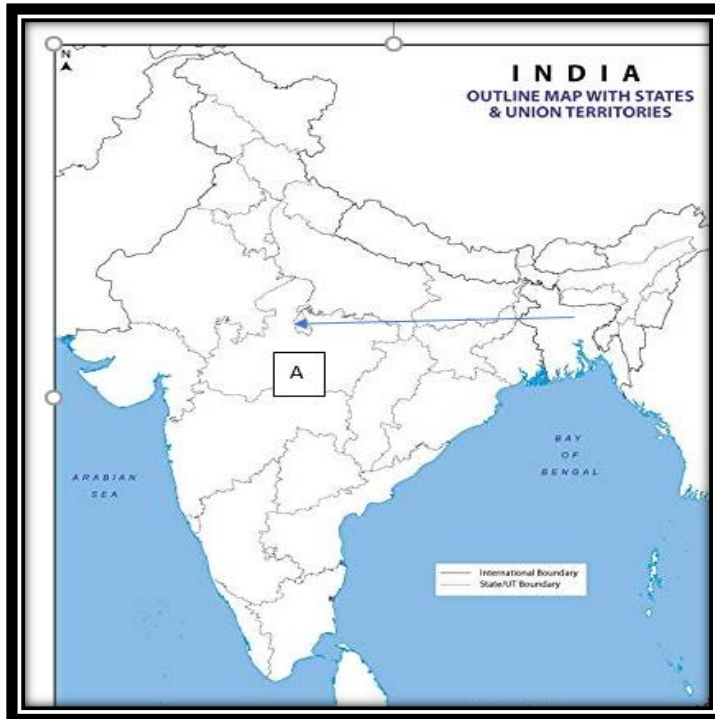 N
INDIA
OUTLINE MAP WITH STATES
& UNION TERRITORIES
A
ARABIAN
SEA
BAY
OF
BENGAL
International Boundary
State/UT Boundary